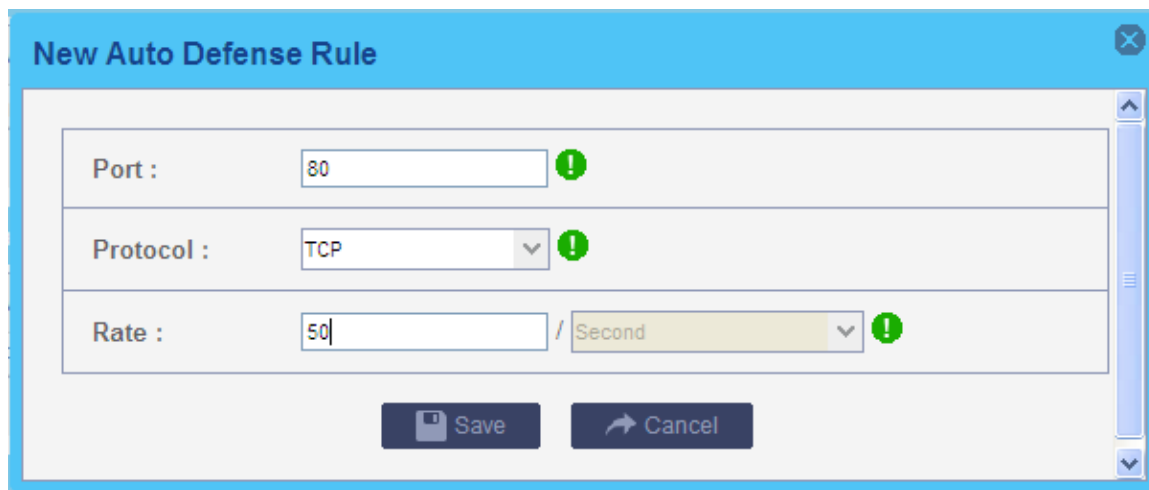 New Auto Defense Rule
Port : 80
Protocol : TCP
Rate : 50 / Second
Save Cancel